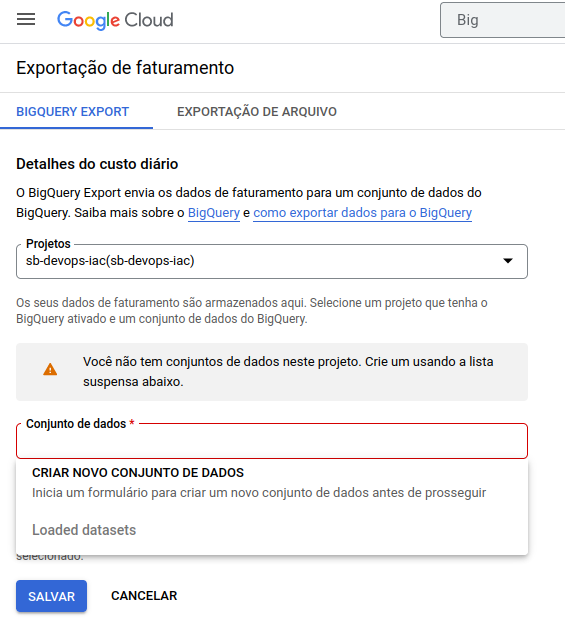 Google Cloud
Big
Exportação de faturamento
BIGQUERY EXPORT
EXPORTAÇÃO DE ARQUIVO
Detalhes do custo diário
O BigQuery Export envia os dados de faturamento para um conjunto de dados do
BigQuery. Saiba mais sobre o BigQuery e como exportar dados para o BigQuery
Projetos
sb-devops-iac(sb-devops-iac)
Os seus dados de faturamento são armazenados aqui. Selecione um projeto que tenha o
BigQuery ativado e um conjunto de dados do BigQuery.
Você não tem conjuntos de dados neste projeto. Crie um usando a lista
suspensa abaixo.
Conjunto de dados *
CRIAR NOVO CONJUNTO DE DADOS
Inicia um formulário para criar um novo conjunto de dados antes de prosseguir
Loaded datasets
selecionado.
SALVAR
CANCELAR